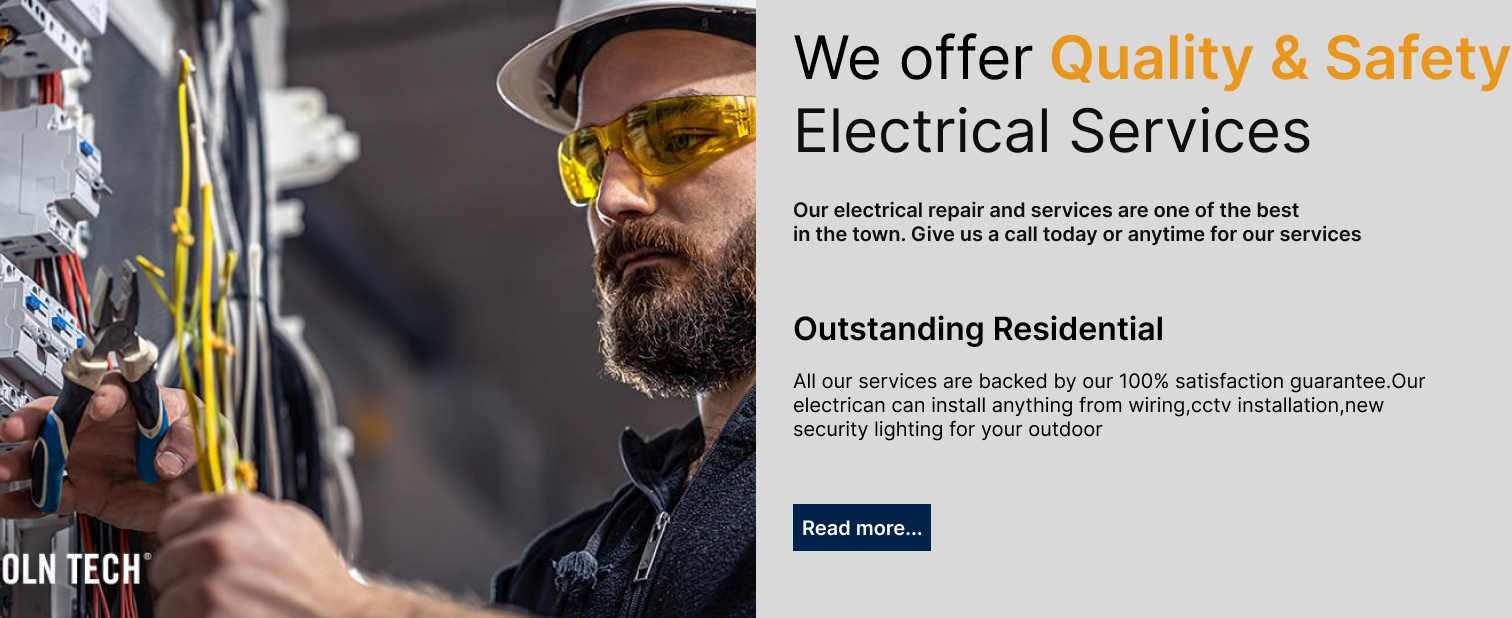 We offer Quality & Safety
Electrical Services
Our electrical repair and services are one of the best
in the town. Give us a call today or anytime for our services
Outstanding Residential
All our services are backed by our 100% satisfaction guarantee.Our
electrican can install anything from wiring,cctv installation,new
security lighting for your outdoor
Read more...
OLN TECH®